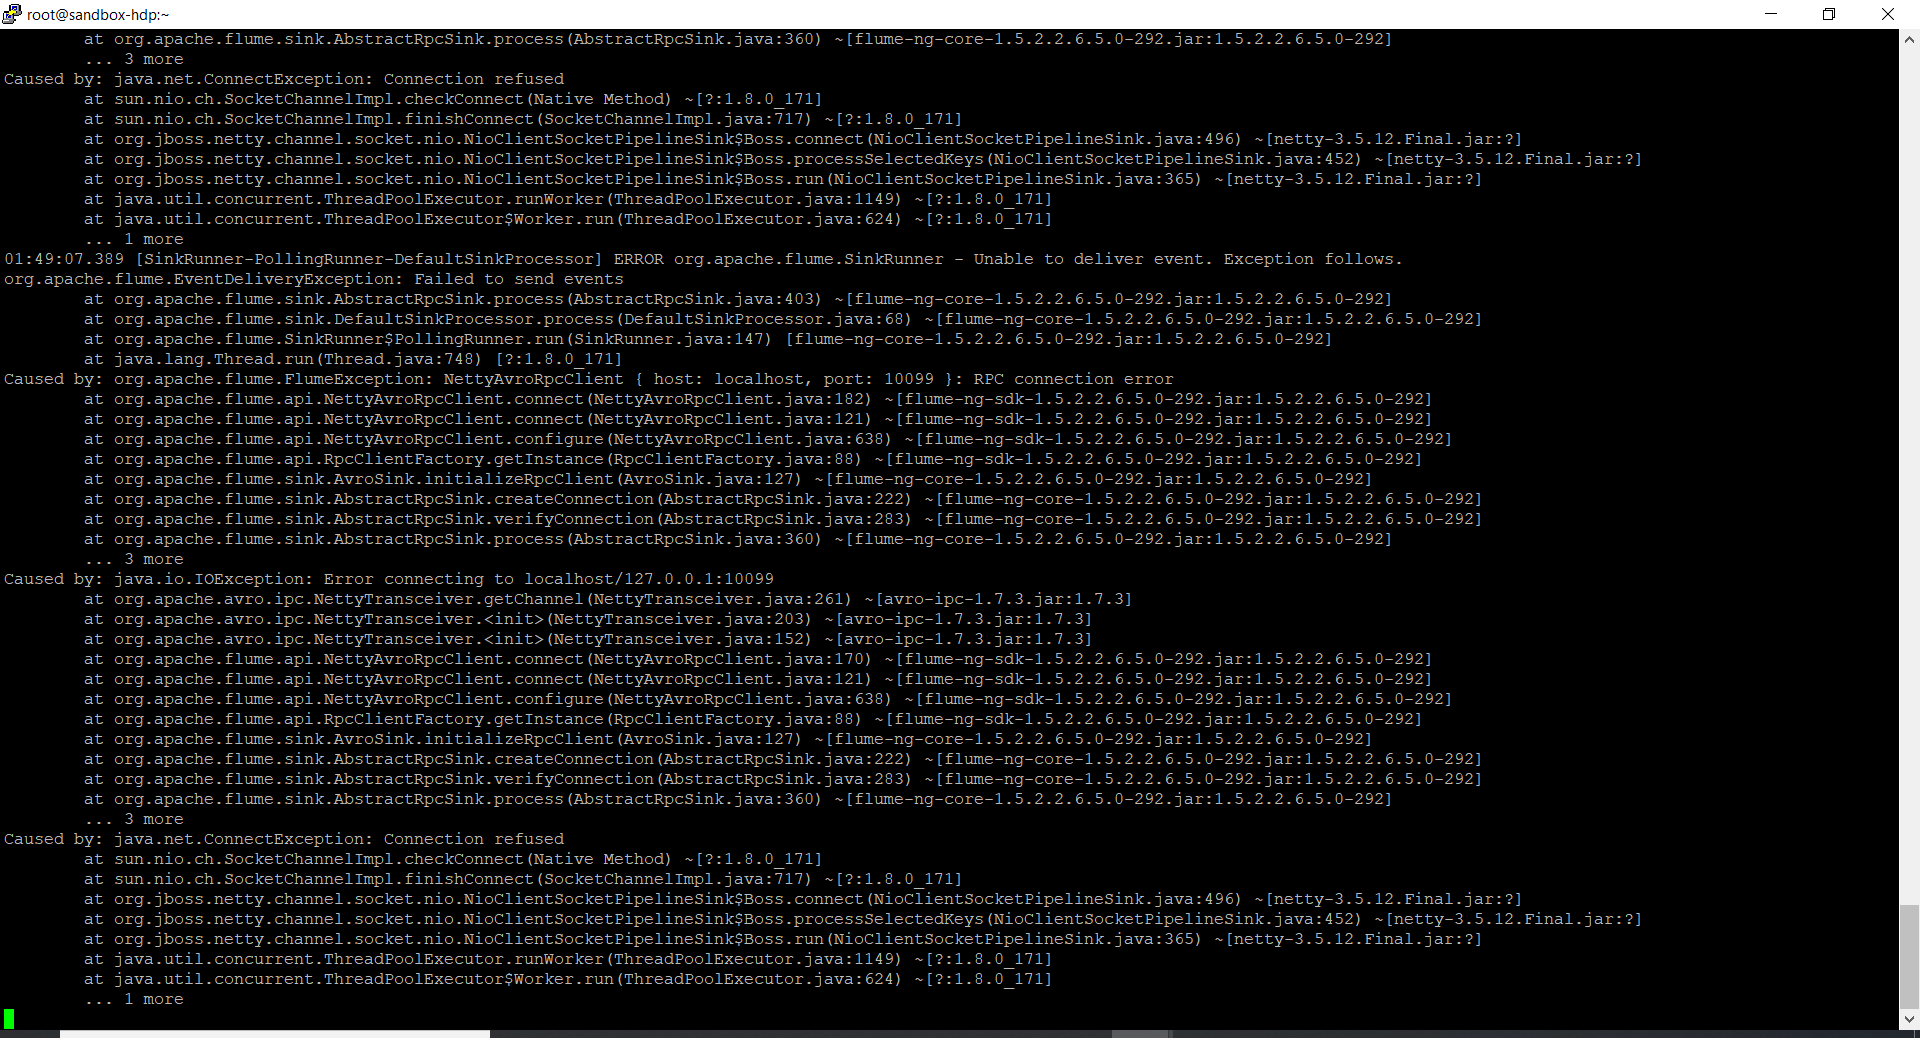 root@sandbox-hdp:~
at org.apache.flume.sink.AbstractRpcSink.process(AbstractRpcSink.java:360) ~[flume-ng-core-1.5.2.2.6.5.0-292.jar:1.5.2.2.6.5.0-292]
... 3 more
Caused by: java.net.ConnectException: Connection refused
at sun.nio.ch.SocketChannelImpl.checkConnect(Native Method) ~[?:1.8.0_171]
at sun.nio.ch.SocketChannelImpl.finishConnect(SocketChannelImpl.java:717) ~[?:1.8.0_171]
at org.jboss.netty.channel.socket.nio.NioClientSocketPipelineSink$Boss.connect(NioClientSocketPipelineSink.java:496) ~[netty-3.5.12.Final.jar:?]
at org.jboss.netty.channel.socket.nio.NioClientSocketPipelineSink$Boss.processSelectedKeys(NioClientSocketPipelineSink.java:452) ~[netty-3.5.12.Final.jar:?]
at org.jboss.netty.channel.socket.nio.NioClientSocketPipelineSink$Boss.run(NioClientSocketPipelineSink.java:365) ~[netty-3.5.12.Final.jar:?]
at java.util.concurrent.ThreadPoolExecutor.runWorker(ThreadPoolExecutor.java:1149) ~[?:1.8.0_171]
at java.util.concurrent.ThreadPoolExecutor$Worker.run(ThreadPoolExecutor.java:624) ~[?:1.8.0_171]
... 1 more
01:49:07.389 [SinkRunner-PollingRunner-DefaultSinkProcessor] ERROR org.apache.flume.SinkRunner - Unable to deliver event. Exception follows.
org.apache.flume.EventDeliveryException: Failed to send events
at org.apache.flume.sink.AbstractRpcSink.process(AbstractRpcSink.java:403) ~[flume-ng-core-1.5.2.2.6.5.0-292.jar:1.5.2.2.6.5.0-292]
at org.apache.flume.sink.DefaultSinkProcessor.process(DefaultSinkProcessor.java:68) ~[flume-ng-core-1.5.2.2.6.5.0-292.jar:1.5.2.2.6.5.0-292]
at org.apache.flume.SinkRunner$PollingRunner.run(SinkRunner.java:147) [flume-ng-core-1.5.2.2.6.5.0-292.jar:1.5.2.2.6.5.0-292]
at java.lang.Thread.run(Thread.java:748) [?:1.8.0_171]
Caused by: org.apache.flume.FlumeException: NettyAvroRpcClient { host: localhost, port: 10099 }: RPC connection error
at org.apache.flume.api.NettyAvroRpcClient.connect(NettyAvroRpcClient.java:182) ~[flume-ng-sdk-1.5.2.2.6.5.0-292.jar:1.5.2.2.6.5.0-292]
at org.apache.flume.api.NettyAvroRpcClient.connect(NettyAvroRpcClient.java:121) ~[flume-ng-sdk-1.5.2.2.6.5.0-292.jar:1.5.2.2.6.5.0-292]
at org.apache.flume.api.NettyAvroRpcClient.configure(NettyAvroRpcClient.java:638) ~[flume-ng-sdk-1.5.2.2.6.5.0-292.jar:1.5.2.2.6.5.0-292]
at org.apache.flume.api.RpcClientFactory.getInstance(RpcClientFactory.java:88) ~[flume-ng-sdk-1.5.2.2.6.5.0-292.jar:1.5.2.2.6.5.0-292]
at org.apache.flume.sink.AvroSink.initializeRpcClient(AvroSink.java:127) ~[flume-ng-core-1.5.2.2.6.5.0-292.jar:1.5.2.2.6.5.0-292]
at org.apache.flume.sink.AbstractRpcSink.createConnection(AbstractRpcSink.java:222) ~[flume-ng-core-1.5.2.2.6.5.0-292.jar:1.5.2.2.6.5.0-292]
at org.apache.flume.sink.AbstractRpcSink.verifyConnection(AbstractRpcSink.java:283) ~[flume-ng-core-1.5.2.2.6.5.0-292.jar:1.5.2.2.6.5.0-292]
at org.apache.flume.sink.AbstractRpcSink.process(AbstractRpcSink.java:360) ~[flume-ng-core-1.5.2.2.6.5.0-292.jar:1.5.2.2.6.5.0-292]
... 3 more
Caused by: java.io.IOException: Error connecting to localhost/127.0.0.1:10099
at org.apache.avro.ipc.NettyTransceiver.getChannel(NettyTransceiver.java:261) ~[avro-ipc-1.7.3.jar:1.7.3]
at org.apache.avro.ipc.NettyTransceiver.<init>(NettyTransceiver.java:203) ~[avro-ipc-1.7.3.jar:1.7.3]
at org.apache.avro.ipc.NettyTransceiver.<init>(NettyTransceiver.java:152) ~[avro-ipc-1.7.3.jar:1.7.3]
at org.apache.flume.api.NettyAvroRpcClient.connect(NettyAvroRpcClient.java:170) ~[flume-ng-sdk-1.5.2.2.6.5.0-292.jar:1.5.2.2.6.5.0-292]
at org.apache.flume.api.NettyAvroRpcClient.connect(NettyAvroRpcClient.java:121) ~[flume-ng-sdk-1.5.2.2.6.5.0-292.jar:1.5.2.2.6.5.0-292]
at org.apache.flume.api.NettyAvroRpcClient.configure(NettyAvroRpcClient.java:638) ~[flume-ng-sdk-1.5.2.2.6.5.0-292.jar:1.5.2.2.6.5.0-292]
at org.apache.flume.api.RpcClientFactory.getInstance(RpcClientFactory.java:88) ~[flume-ng-sdk-1.5.2.2.6.5.0-292.jar:1.5.2.2.6.5.0-292]
at org.apache.flume.sink.AvroSink.initializeRpcClient(AvroSink.java:127) ~[flume-ng-core-1.5.2.2.6.5.0-292.jar:1.5.2.2.6.5.0-292]
at org.apache.flume.sink.AbstractRpcSink.createConnection(AbstractRpcSink.java:222) ~[flume-ng-core-1.5.2.2.6.5.0-292.jar:1.5.2.2.6.5.0-292]
at org.apache.flume.sink.AbstractRpcSink.verifyConnection(AbstractRpcSink.java:283) ~[flume-ng-core-1.5.2.2.6.5.0-292.jar:1.5.2.2.6.5.0-292]
at org.apache.flume.sink.AbstractRpcSink.process(AbstractRpcSink.java:360) ~[flume-ng-core-1.5.2.2.6.5.0-292.jar:1.5.2.2.6.5.0-292]
... 3 more
Caused by: java.net.ConnectException: Connection refused
at sun.nio.ch.SocketChannelImpl.checkConnect(Native Method) ~[?:1.8.0_171]
at sun.nio.ch.SocketChannelImpl.finishConnect(SocketChannelImpl.java:717) ~[?:1.8.0_171]
at org.jboss.netty.channel.socket.nio.NioClientSocketPipelineSink$Boss.connect(NioClientSocketPipelineSink.java:496) ~[netty-3.5.12.Final.jar:?]
at org.jboss.netty.channel.socket.nio.NioClientSocketPipelineSink$Boss.processSelectedKeys(NioClientSocketPipelineSink.java:452) ~[netty-3.5.12.Final.jar:?]
at org.jboss.netty.channel.socket.nio.NioClientSocketPipelineSink$Boss.run(NioClientSocketPipelineSink.java:365) ~[netty-3.5.12.Final.jar:?]
at java.util.concurrent.ThreadPoolExecutor.runWorker(ThreadPoolExecutor.java:1149) ~[?:1.8.0_171]
at java.util.concurrent.ThreadPoolExecutor$Worker.run(ThreadPoolExecutor.java:624) ~[?:1.8.0_171]
... 1 more